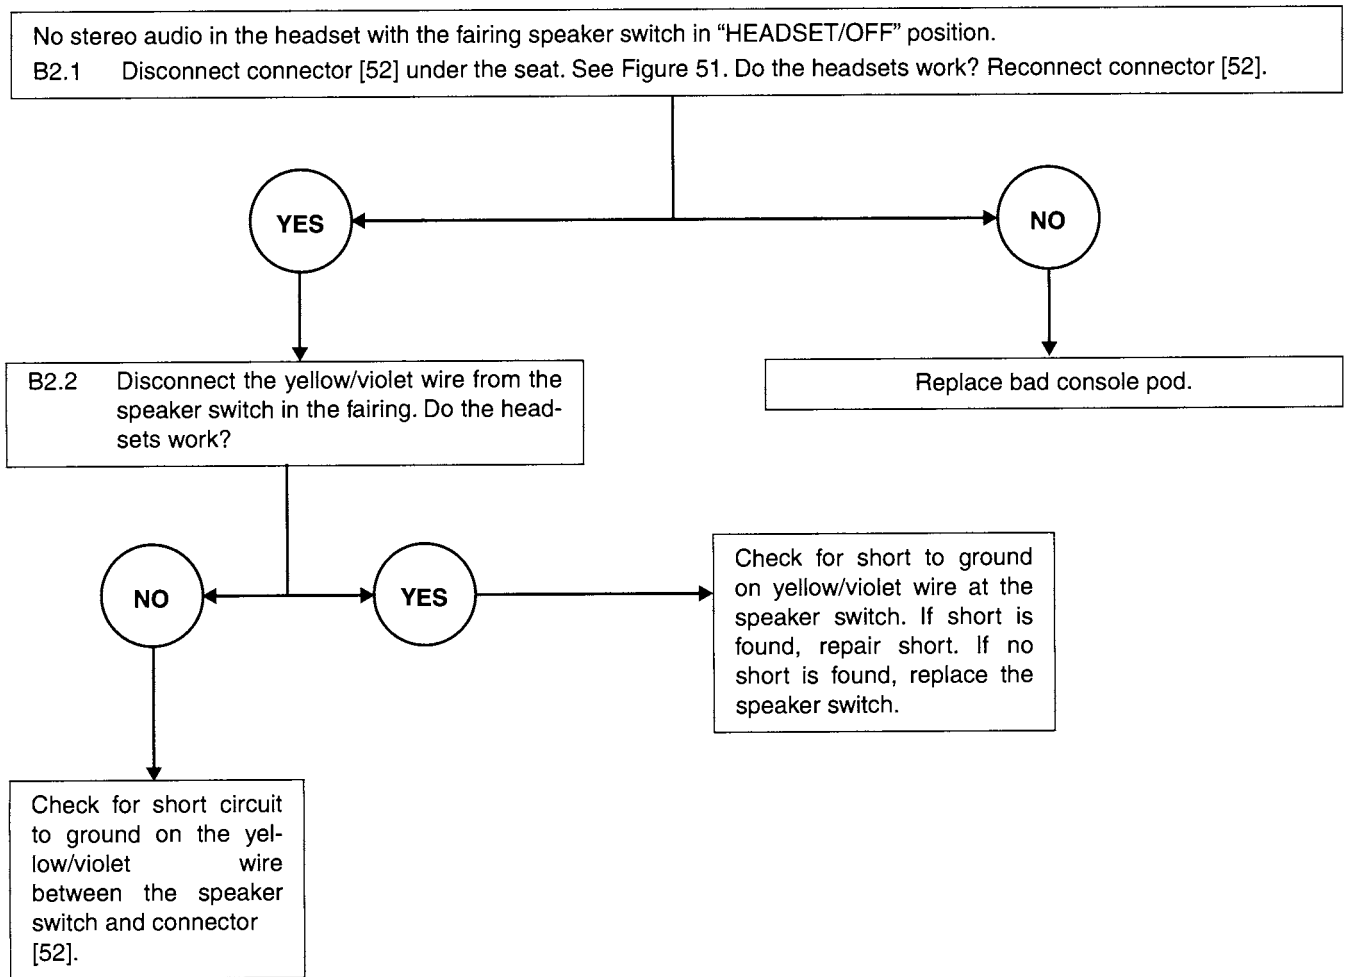 No stereo audio in the headset with the fairing speaker switch in “HEADSET/OFF” position.
B2.1 Disconnect connector [52] under the seat. See Figure 51. Do the headsets work? Reconnect connector [52].
YES
NO
B2.2 Disconnect the yellow/violet wire from the
speaker switch in the fairing. Do the head-
sets work?
Replace bad console pod.
NO
YES
Check for short to ground
on yellow/violet wire at the
speaker switch. If short is
found, repair short. If no
short is found, replace the
speaker switch.
Check for short circuit
to ground on the yel-
low/violet wire
between the speaker
switch and connector
[52].